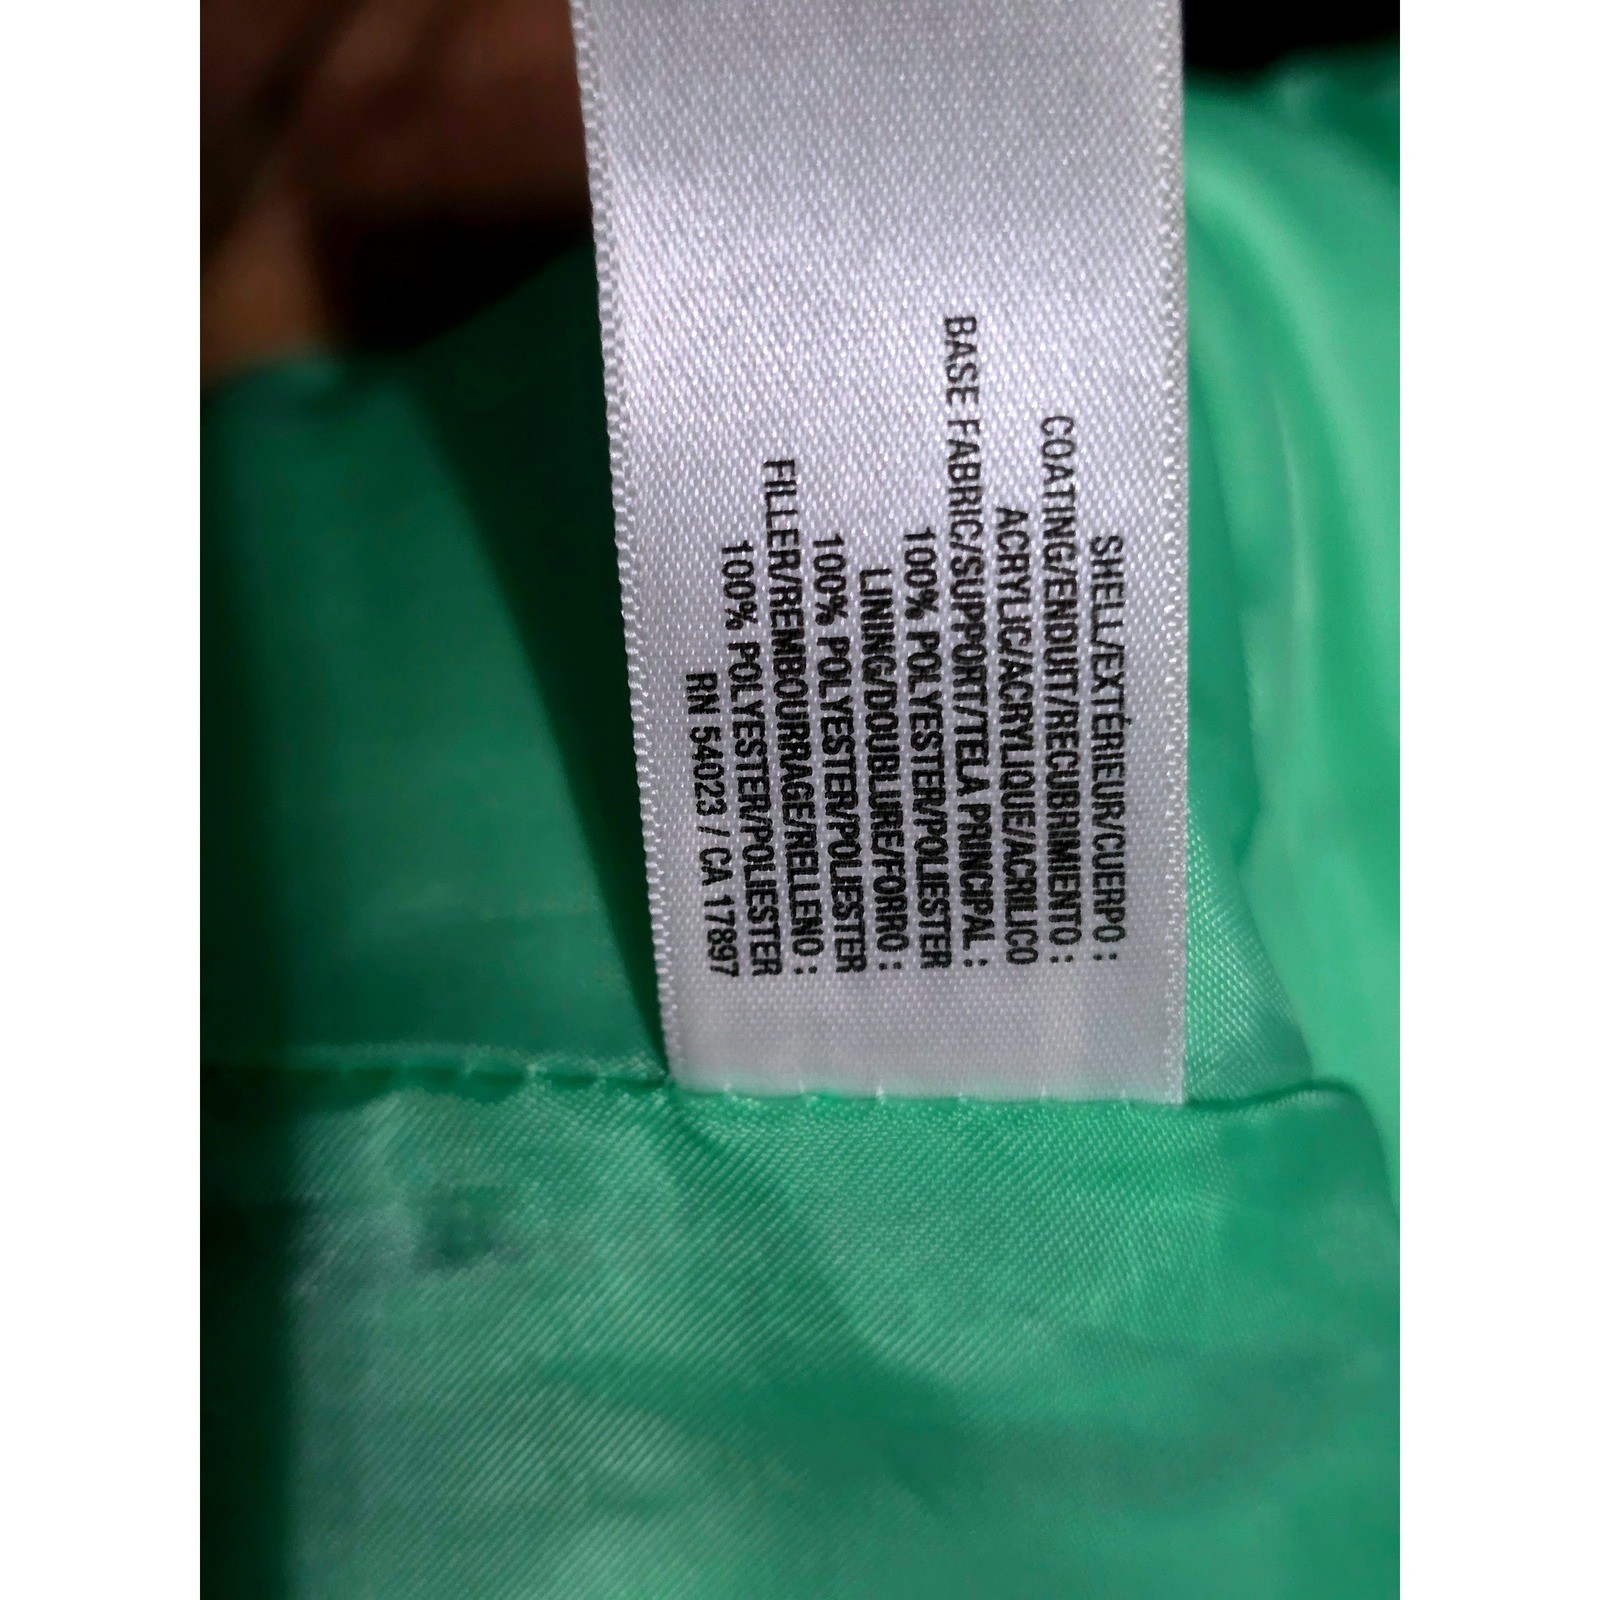 SHELL/EXTÉRIEUR/CUERPO :
COATING/ENDUIT/RECUBRIMIENTO :
ACRYLIC/ACRYLIQUE/ACRILICO
BASE FABRIC/SUPPORT/TELA PRINCIPAL :
100% POLYESTER/POLIESTER
LINING/DOUBLURE/FORRO :
100% POLYESTER/POLIESTER
FILLER/REMBOURRAGE/RELLENO :
100% POLYESTER/POLIESTER
RN 54023 / CA 17897